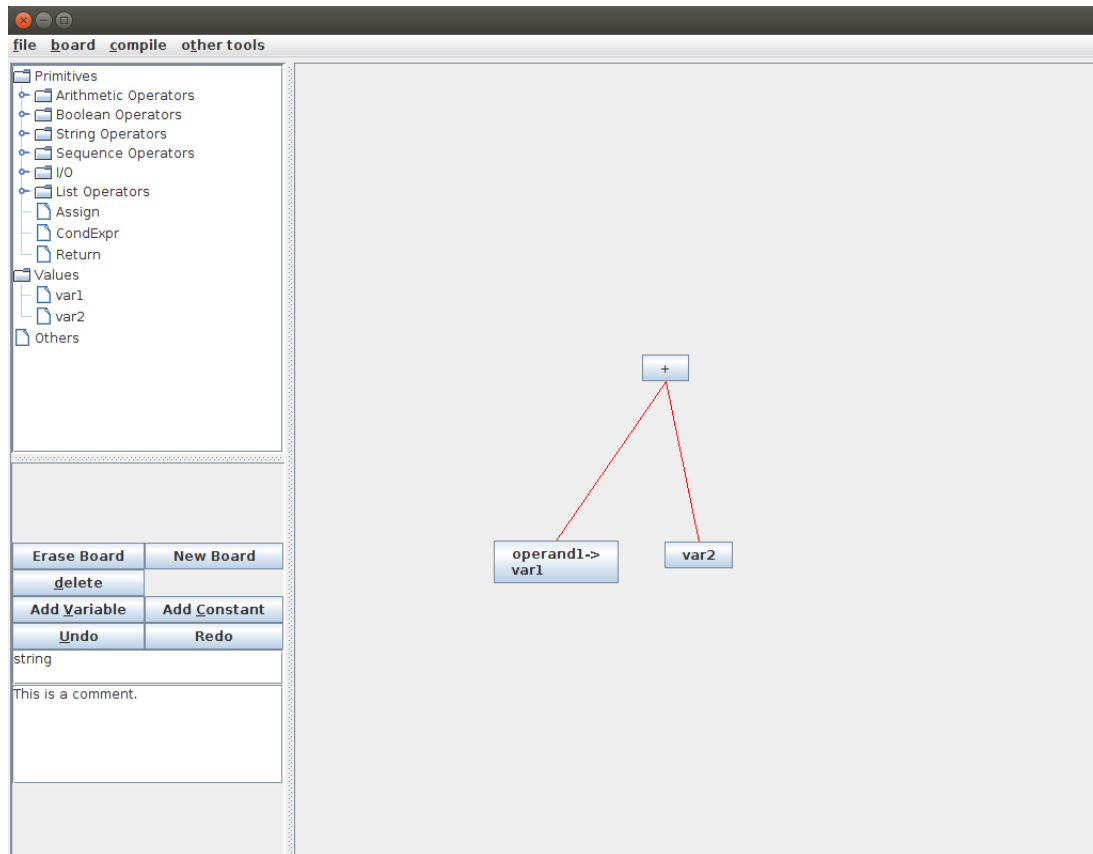 file board compile other tools
Primitives
Arithmetic Operators
Boolean Operators
String Operators
Sequence Operators
I/O
List Operators
Assign
CondExpr
Return
Values
var1
var2
Others
Erase Board New Board
delete
Add Variable Add Constant
Undo Redo
string
This is a comment.
+
operand1->
var1
var2